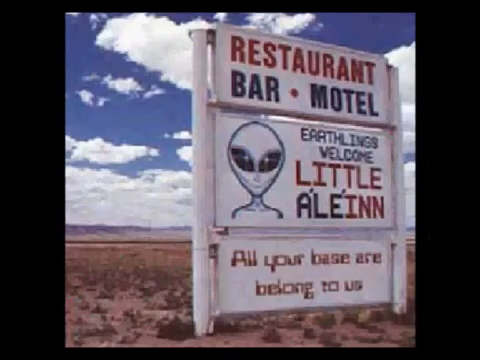 RESTAURANT
BAR • MOTEL
EARTHLINGS
WELCOME
LITTLE
A'LE'INN
All your base are
belong to us